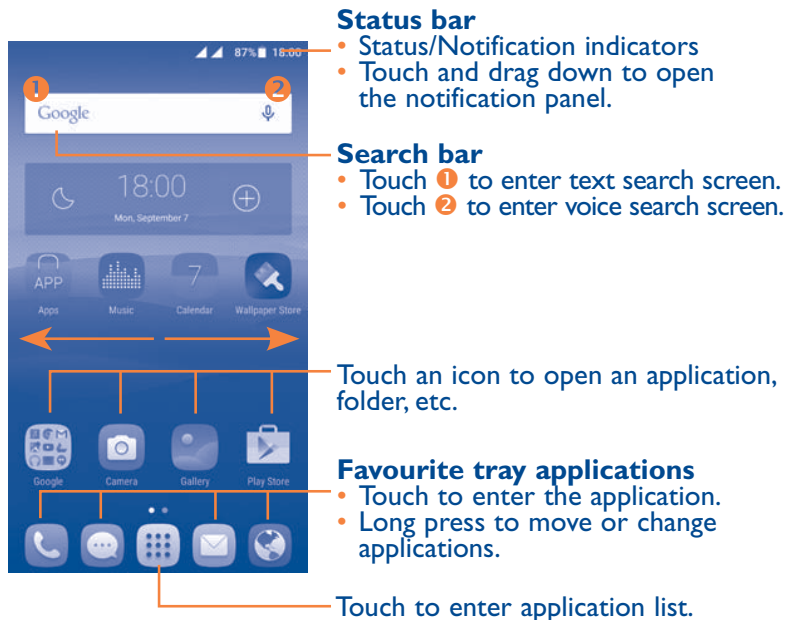 Status bar
• Status/Notification indicators
• Touch and drag down to open
the notification panel.
87% 18:00
1 2
Google
Search bar
• Touch 1 to enter text search screen.
• Touch 2 to enter voice search screen.
18:00
Mon, September 7
APP 7
Apps Music Calendar Wallpaper Store
Touch an icon to open an application,
folder, etc.
Google Camera Gallery Play Store
Favourite tray applications
• Touch to enter the application.
• Long press to move or change
applications.
Touch to enter application list.